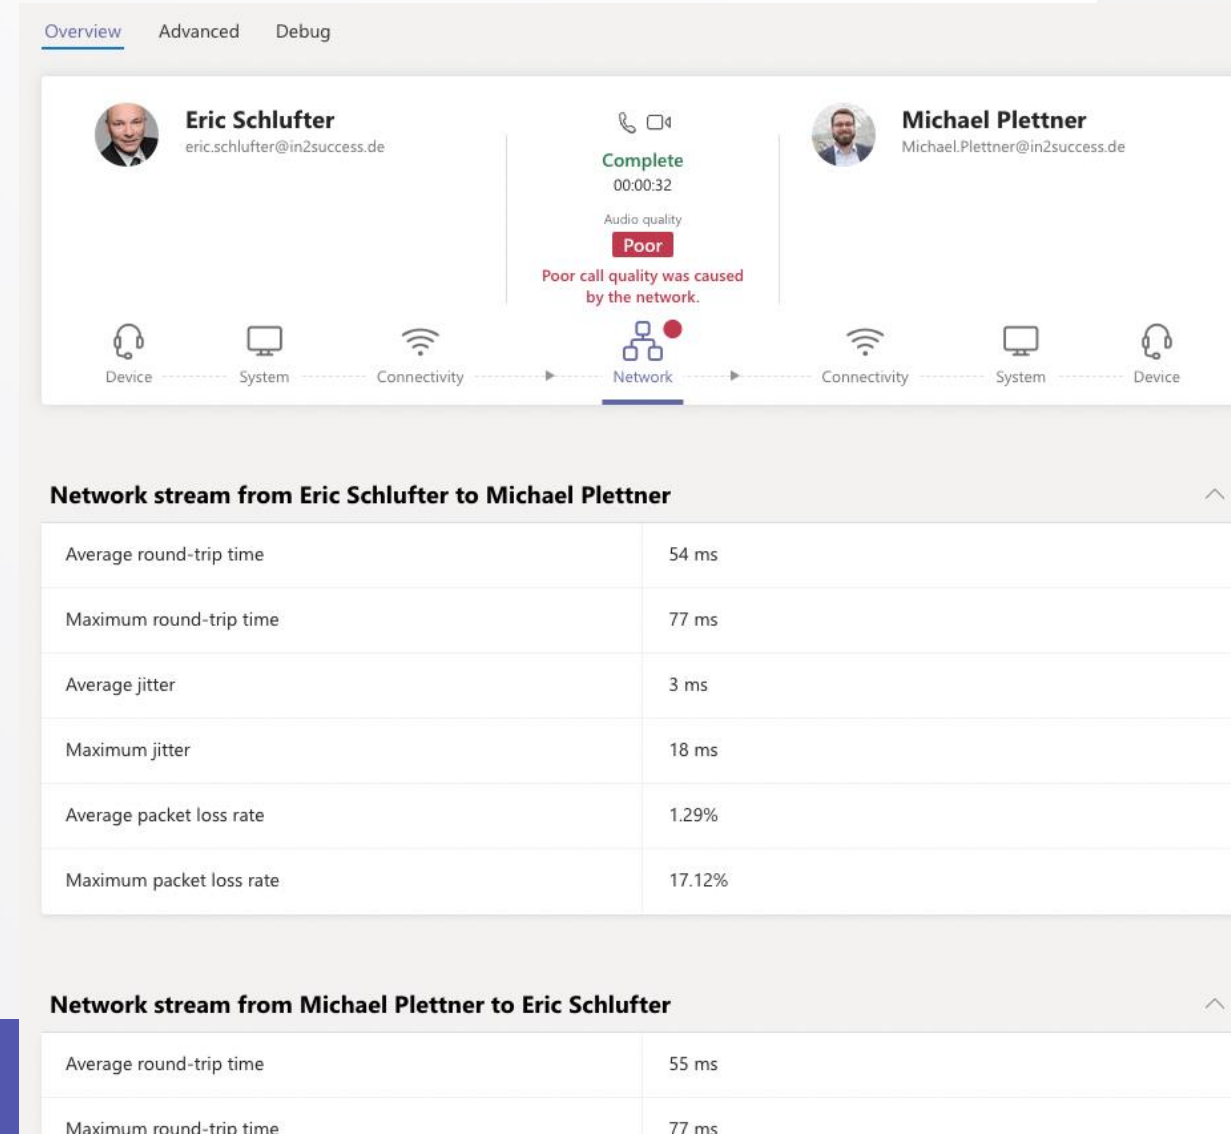 Overview Advanced Debug
Eric Schlufter
eric.schlufter@in2success.de
Complete
00:00:32
Audio quality
Poor
Poor call quality was caused
by the network.
Michael Plettner
Michael.Plettner@in2success.de
Device System Connectivity Network Connectivity System Device
Network stream from Eric Schlufter to Michael Plettner
Average round-trip time 54 ms
Maximum round-trip time 77 ms
Average jitter 3 ms
Maximum jitter 18 ms
Average packet loss rate 1.29%
Maximum packet loss rate 17.12%
Network stream from Michael Plettner to Eric Schlufter
Average round-trip time 55 ms
Maximum round-trip time 77 ms